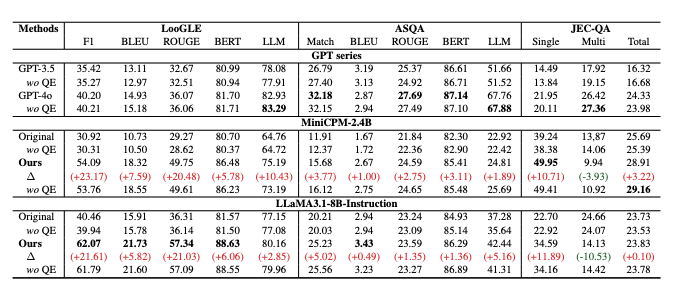 Methods LooGLE ASQA JEC-QA
F1 BLEU ROUGE BERT LLM Match BLEU ROUGE BERT LLM Single Multi Total
GPT series
GPT-3.5 35.42 13.11 32.67 80.99 78.08 26.79 3.19 25.37 86.61 51.66 14.49 17.92 16.32
wo QE 35.27 12.97 32.51 80.94 77.91 27.40 3.13 24.92 86.71 51.52 13.84 19.15 16.68
GPT-4o 40.20 14.93 36.07 81.70 82.93 32.18 2.87 27.69 87.14 67.76 21.95 26.42 24.33
wo QE 40.21 15.18 36.06 81.71 83.29 32.15 2.94 27.49 87.10 67.88 20.11 27.36 23.98
MiniCPM-2.4B
Original 30.92 10.73 29.27 80.70 64.76 11.91 1.67 21.84 82.30 22.92 39.24 13,87 25.69
wo QE 30.31 10.50 28.62 80.37 64.72 12.37 1.72 22.36 82.90 22.42 38.38 14.06 25.39
Ours 54.09 18.32 49.75 86.48 75.19 15.68 2.67 24.59 85.41 24.81 49.95 9.94 28.91
Δ (+23.17) (+7.59) (+20.48) (+5.78) (+10.43) (+3.77) (+1.00) (+2.75) (+3.11) (+1.89) (+10.71) (-3.93) (+3.22)
wo QE 53.76 18.55 49.61 86.23 73.19 16.12 2.75 24.65 85.48 25.69 49.41 10.92 29.16
LLaMA3.1-8B-Instruction
Original 40.46 15.91 36.31 81.57 77.15 20.21 2.94 23.24 84.93 37.28 22.70 24.66 23.73
wo QE 39.94 15.78 36.14 81.50 77.08 20.03 2.94 23.09 85.14 35.64 22.92 24.07 23.53
Ours 62.07 21.73 57.34 88.63 80.16 25.23 3.43 23.59 86.29 42.44 34.59 14.13 23.83
Δ (+21.61) (+5.82) (+21.03) (+6.06) (+2.85) (+5.02) (+0.49) (+1.35) (+1.36) (+5.16) (+11.89) (-10.53) (+0.10)
wo QE 61.79 21.60 57.09 88.55 79.96 25.56 3.23 23.27 86.89 41.31 34.16 14.42 23.78